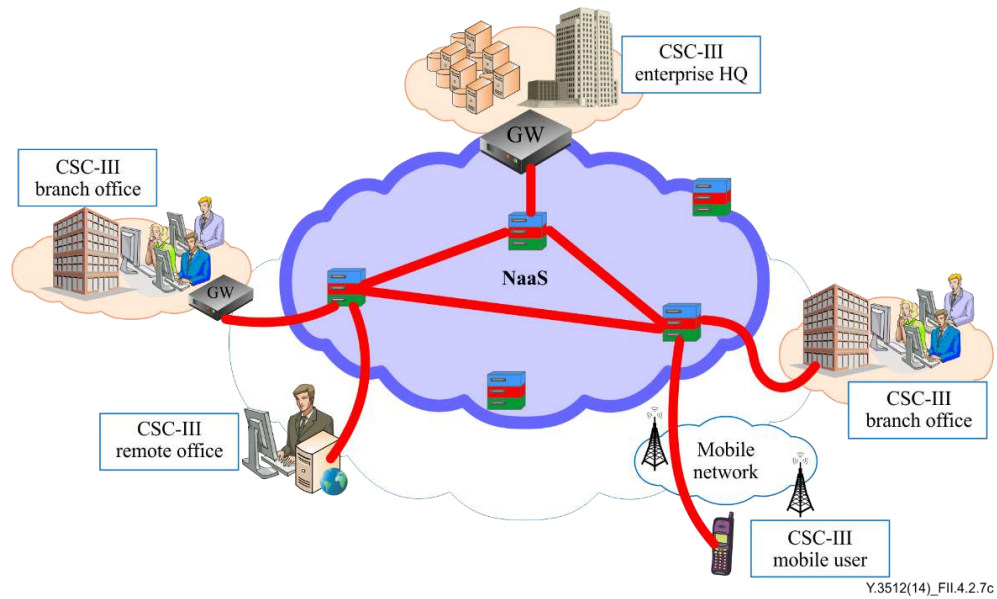 CSC-III
enterprise HQ
GW
CSC-III
branch office
GW
NaaS
CSC-III
remote office
CSC-III
branch office
Mobile
network
CSC-III
mobile user
Y.3512(14)_FII.4.2.7c